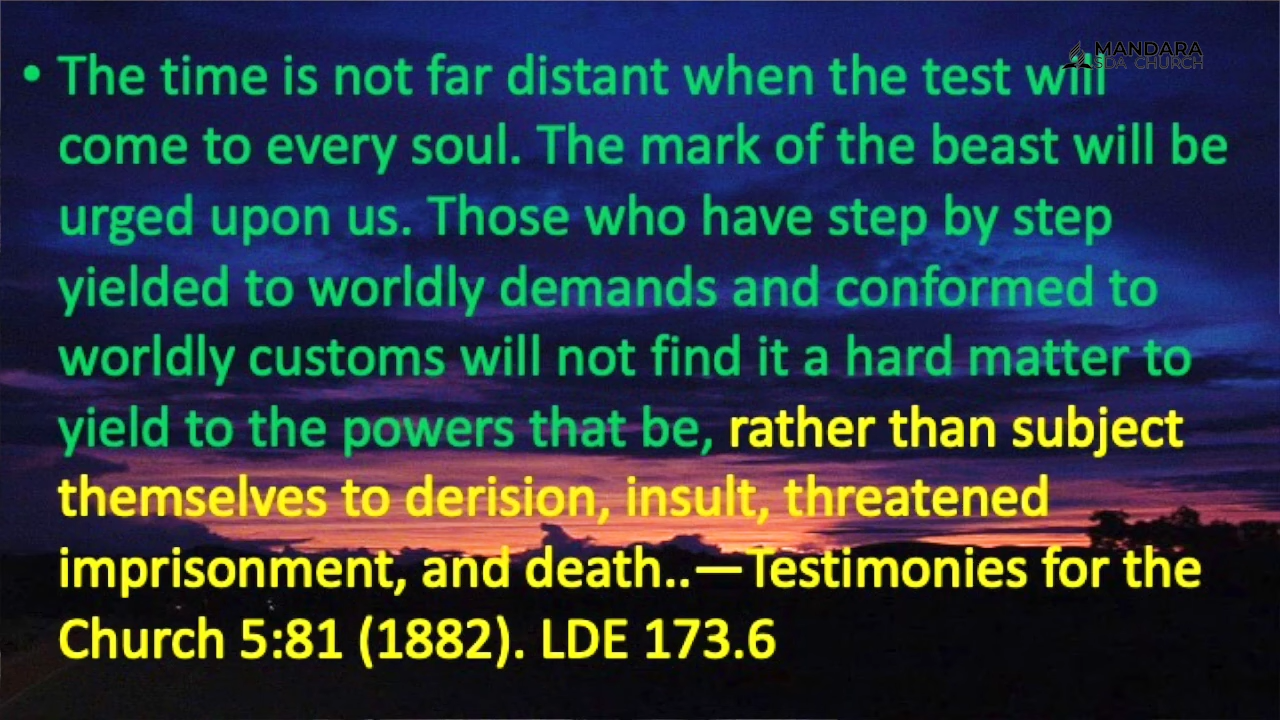 MANDARA
SDA CHURCH
• The time is not far distant when the test will
come to every soul. The mark of the beast will be
urged upon us. Those who have step by step
yielded to worldly demands and conformed to
worldly customs will not find it a hard matter to
yield to the powers that be, rather than subject
themselves to derision, insult, threatened
imprisonment, and death..—Testimonies for the
Church 5:81 (1882). LDE 173.6